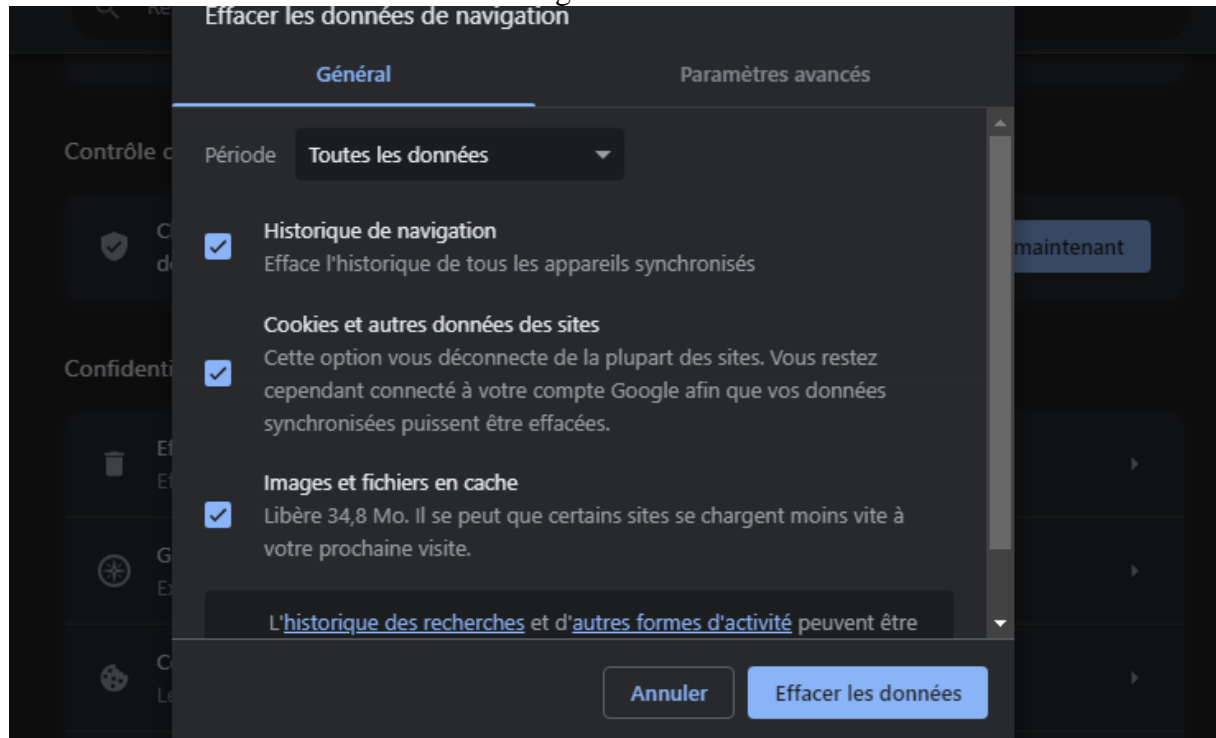 Effacer les données de navigation
Général
Paramètres avancés
Contrôle
Période
Toutes les données
Historique de navigation
Efface l'historique de tous les appareils synchronisés
maintenant
Cookies et autres données des sites
Cette option vous déconnecte de la plupart des sites. Vous restez
cependant connecté à votre compte Google afin que vos données
synchronisées puissent être effacées.
Images et fichiers en cache
Libère 34,8 Mo. Il se peut que certains sites se chargent moins vite à
votre prochaine visite.
L'historique des recherches et d'autres formes d'activité peuvent être
Annuler
Effacer les données